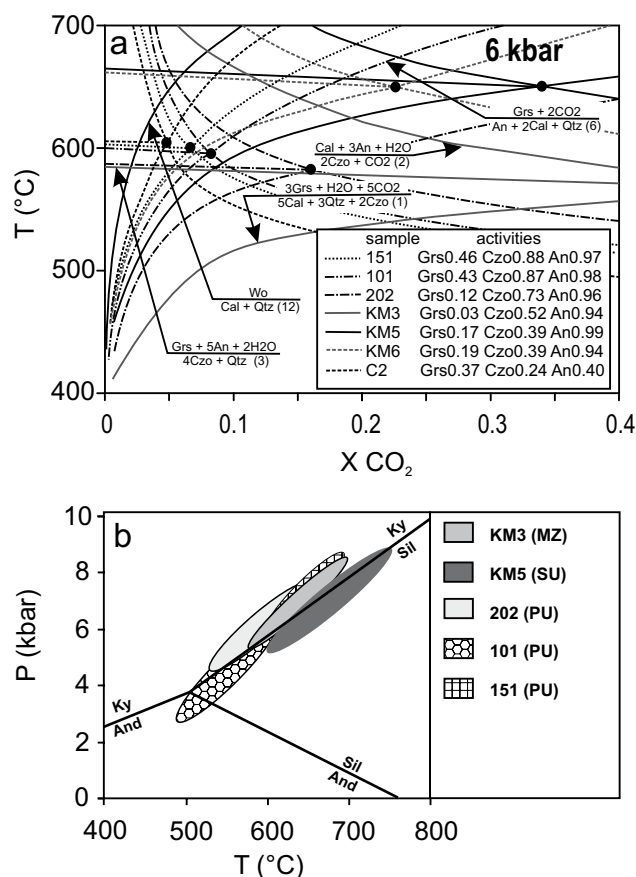 700
a
6 kbar
Grs + 2CO2
An + 2Cal + Qtz (6)
600
Cal + 3An + H2O
2Czo + CO2 (2)
3Grs + H2O + 5CO2
5Cal + 3Qtz + 2Czo (1)
T (°C)
500
Wo
Cal + Qtz (12)
Grs + 5An + 2H2O
4Czo + Qtz (3)
sample activities
151 Grs0.46 Czo0.88 An0.97
101 Grs0.43 Czo0.87 An0.98
202 Grs0.12 Czo0.73 An0.96
KM3 Grs0.03 Czo0.52 An0.94
KM5 Grs0.17 Czo0.39 An0.99
KM6 Grs0.19 Czo0.39 An0.94
C2 Grs0.37 Czo0.24 An0.40
400
0 0.1 0.2 0.3 0.4
X CO2
10
b
Ky
Sil
8
6
P (kbar)
4
Ky
And
2
Sil
And
0
400 500 600 700 800
T (°C)
KM3 (MZ)
KM5 (SU)
202 (PU)
101 (PU)
151 (PU)